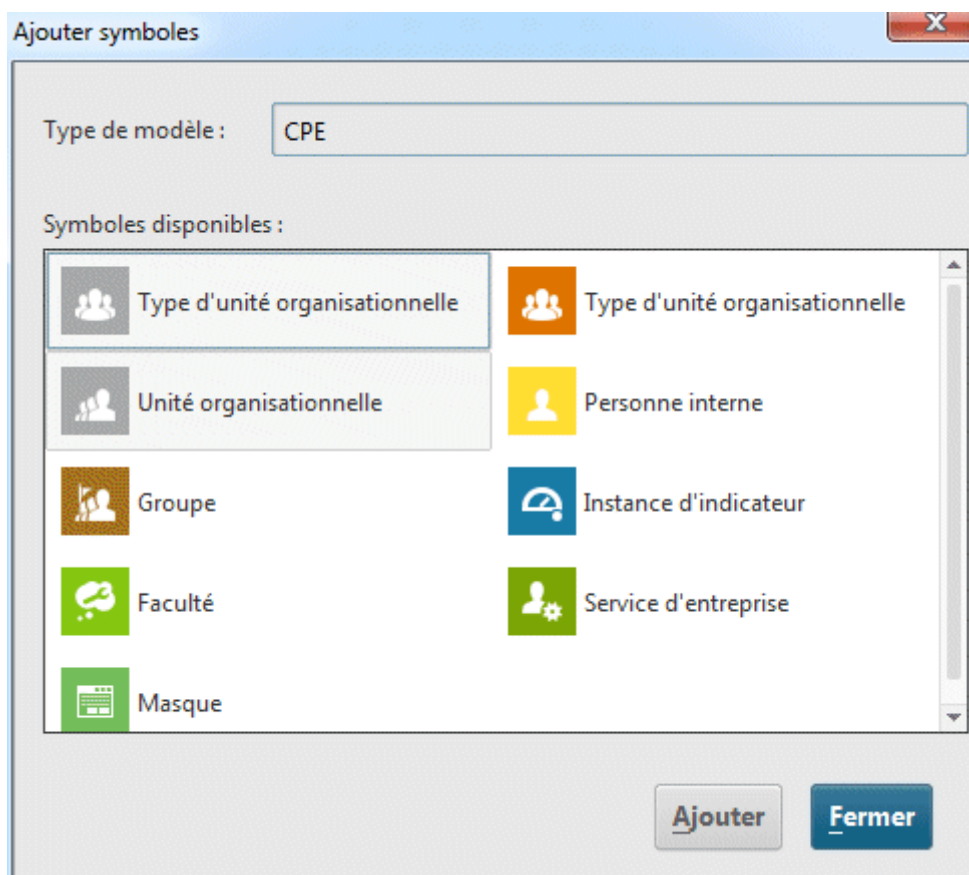 Ajouter symboles
Type de modèle :
CPE
Symboles disponibles :
Type d'unité organisationnelle
Type d'unité organisationnelle
Unité organisationnelle
Personne interne
Groupe
Instance d'indicateur
Faculté
Service d'entreprise
Masque
Ajouter
Fermer